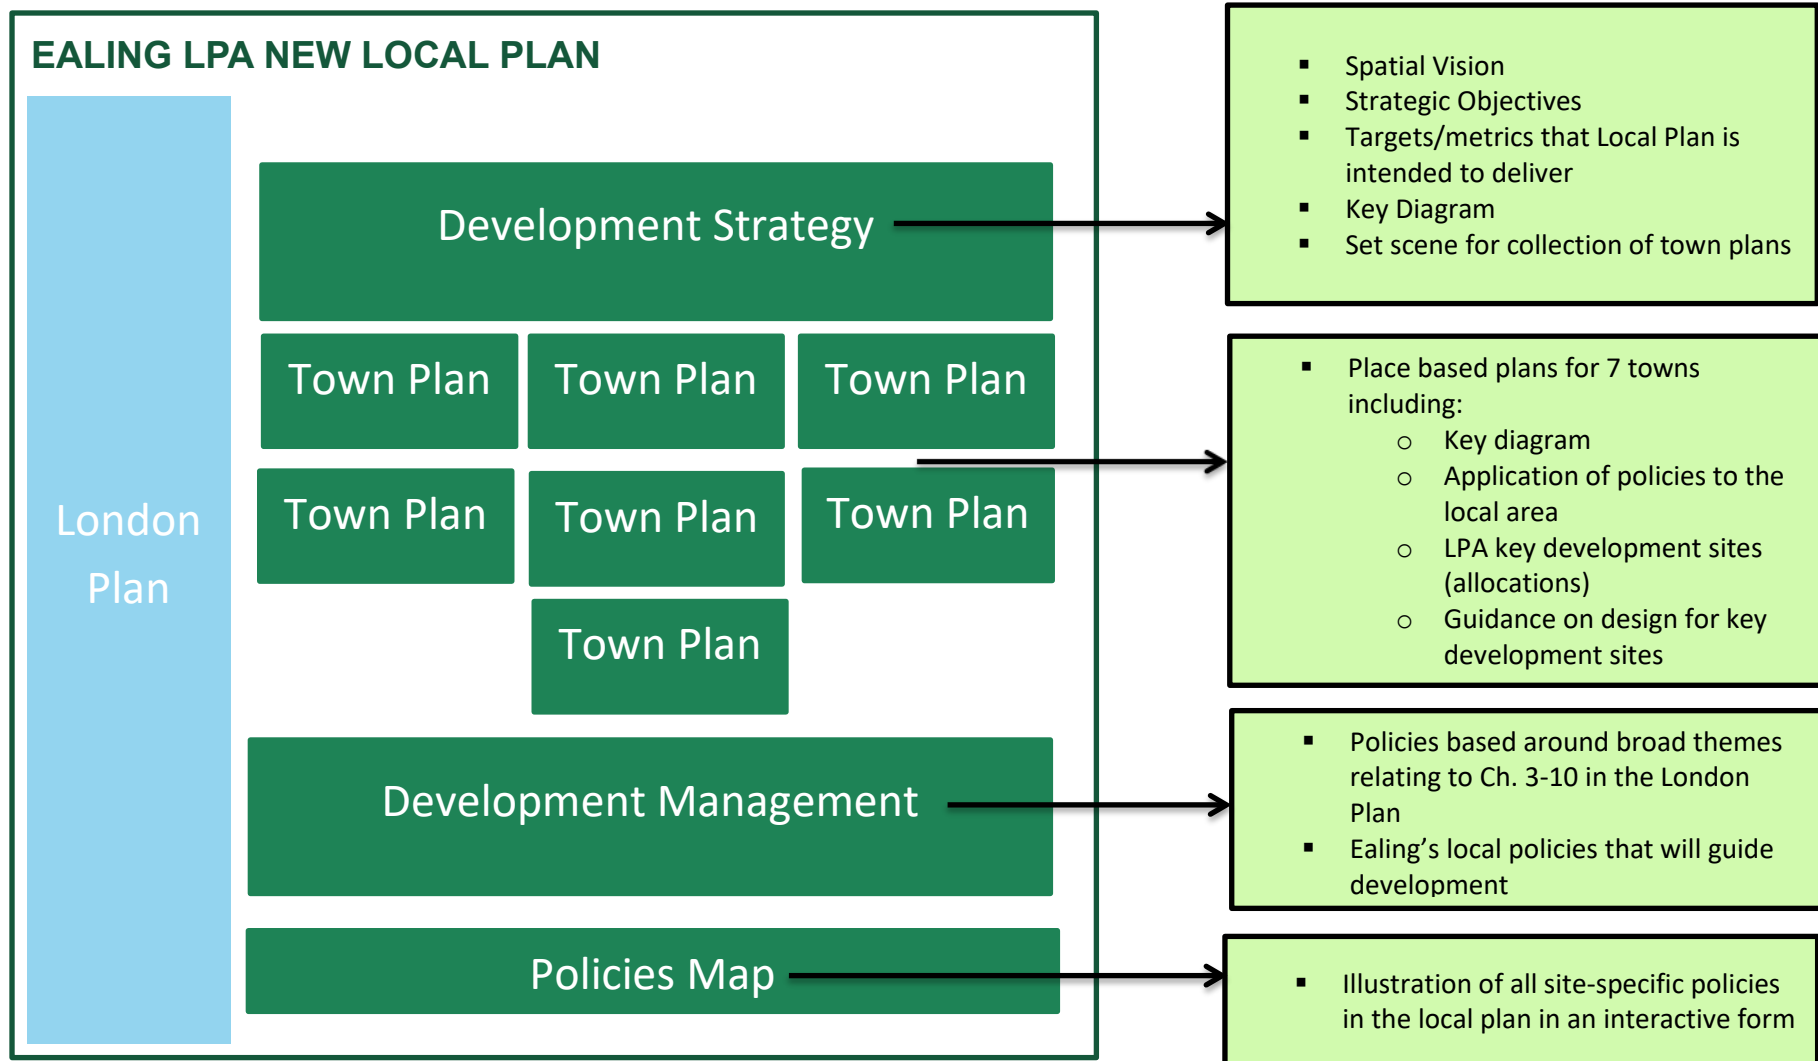 EALING LPA NEW LOCAL PLAN
London
Plan
Development Strategy
Town Plan
Town Plan
Town Plan
Town Plan
Town Plan
Town Plan
Town Plan
Development Management
Policies Map
▪ Spatial Vision
▪ Strategic Objectives
▪ Targets/metrics that Local Plan is
intended to deliver
▪ Key Diagram
▪ Set scene for collection of town plans
▪ Place based plans for 7 towns
including:
o Key diagram
o Application of policies to the
local area
o LPA key development sites
(allocations)
o Guidance on design for key
development sites
▪ Policies based around broad themes
relating to Ch. 3-10 in the London
Plan
▪ Ealing’s local policies that will guide
development
▪ Illustration of all site-specific policies
in the local plan in an interactive form